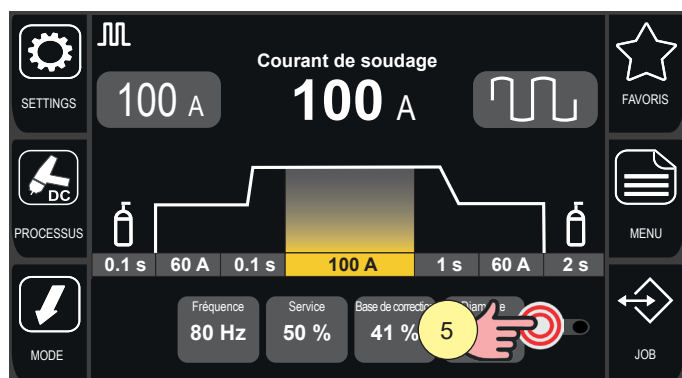 Courant de soudage
SETTINGS
100 A
100 A
FAVORIS
DC
PROCESSUS
MENU
0.1 s 60 A 0.1 s 100 A 1 s 60 A 2 s
Fréquence Service Base de correction
80 Hz 50 % 41 % 5
MODE
JOB